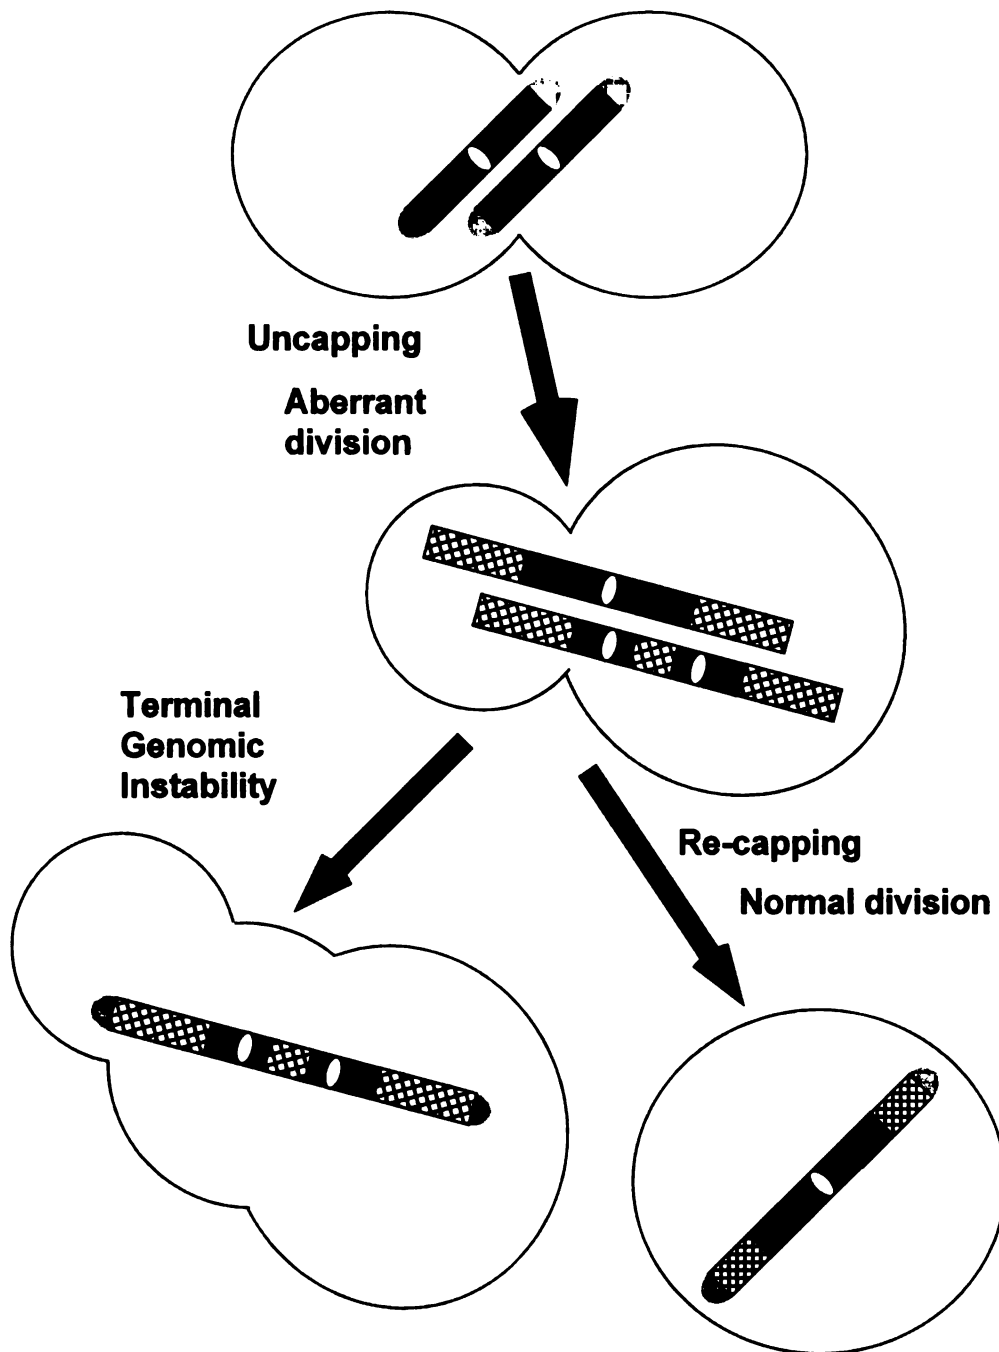 Uncapping
Aberrant
division
Terminal
Genomic
Instability
Re-capping
Normal division